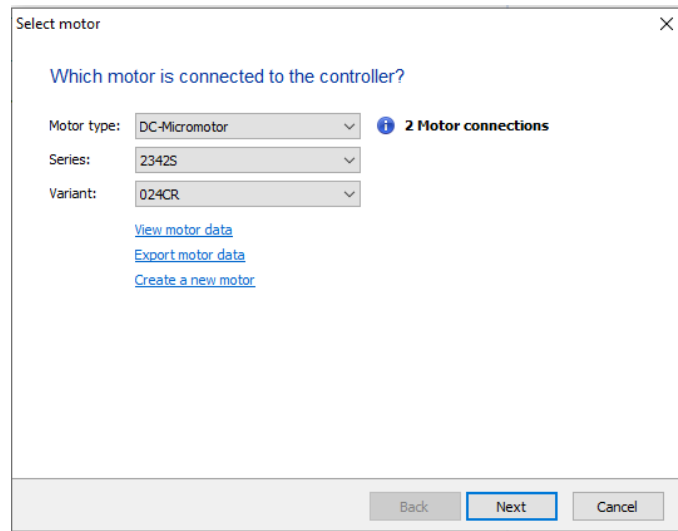 Select motor
Which motor is connected to the controller?
Motor type: DC-Micromotor 2 Motor connections
Series: 2342S
Variant: 024CR
View motor data
Export motor data
Create a new motor
Back Next Cancel